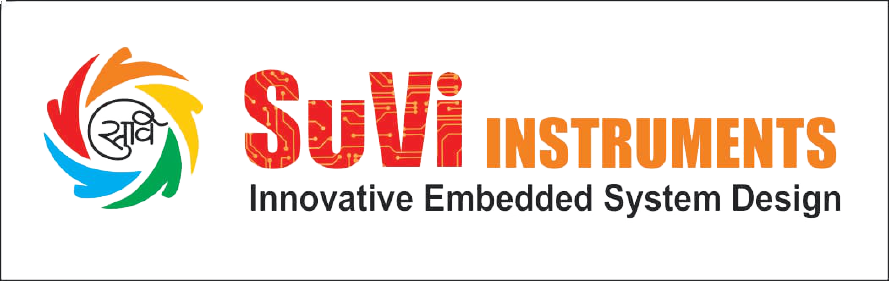 सुवि
SuVi INSTRUMENTS
Innovative Embedded System Design